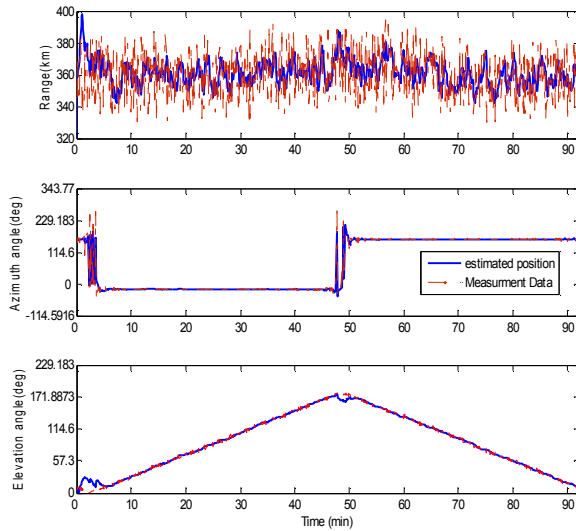 400
380
360
340
320
Range(km)
0 10 20 30 40 50 60 70 80 90
343.77
229.183
114.6
0
-114.5916
Azimuth angle(deg)
estimated position
Measurment Data
0 10 20 30 40 50 60 70 80 90
229.183
171.8873
114.6
57.3
0
Elevation angle(deg)
0 10 20 30 40 50 60 70 80 90
Time (min)